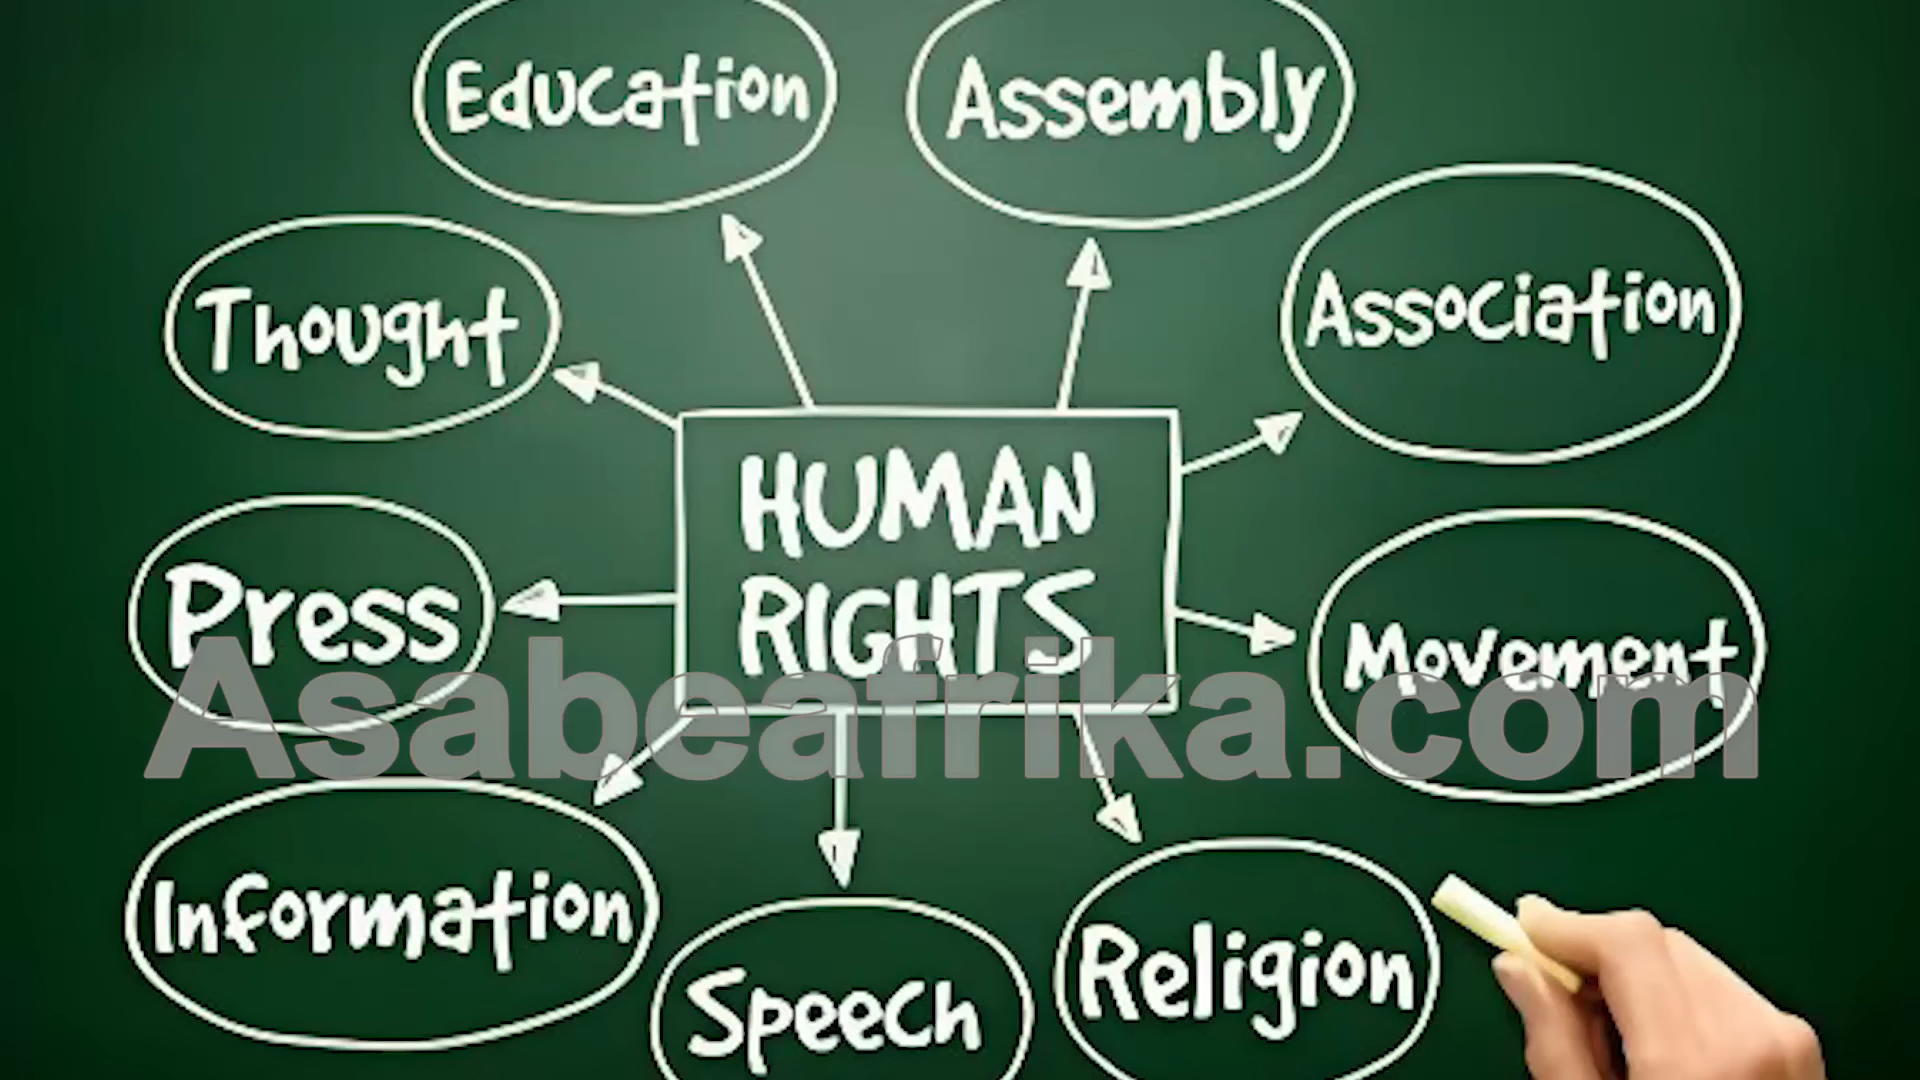 Education
Assembly
Thought
Association
HUMAN
RIGHTS
Press
Movement
Asabeafrika.com
Information
Speech
Religion